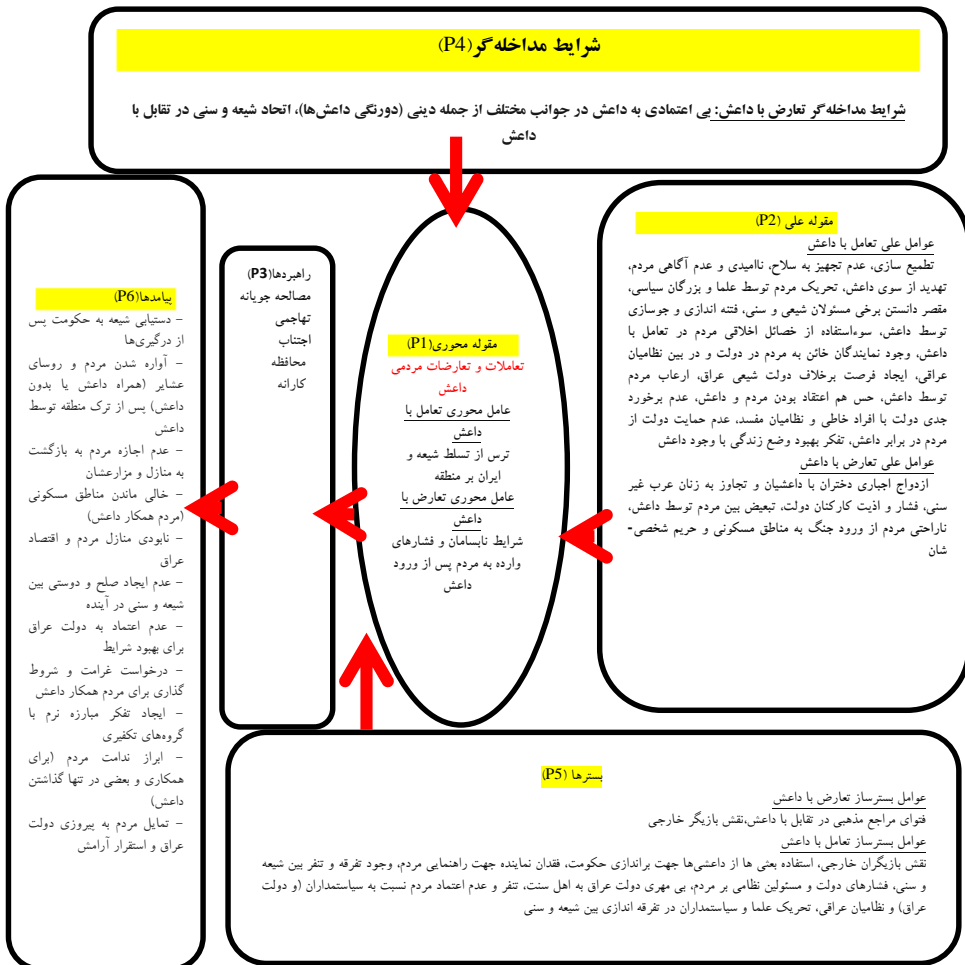 شرایط مداخله‌گر(P4)
شرایط مداخله‌گر تعارض با داعش: بی اعتمادی به داعش در جوانب مختلف از جمله دینی (دورنگی داعش‌ها)، اتحاد شیعه و سنی در تقابل با
داعش
مقوله علی (P2)
عوامل علی تعامل با داعش
تطمیع سازی، عدم تجهیز به سلاح، ناامیدی و عدم آگاهی مردم،
تهدید از سوی داعش، تحریک مردم توسط علما و بزرگان سیاسی،
مقصر دانستن برخی مسئولان شیعی و سنی، فتنه اندازی و جوسازی
توسط داعش، سوءاستفاده از خصائل اخلاقی مردم در تعامل با
داعش، وجود نمایندگان خائن به مردم در دولت و در بین نظامیان
عراقی، ایجاد فرصت برخلاف دولت شیعی عراق، ارعاب مردم
توسط داعش، حس هم اعتقاد بودن مردم و داعش، عدم برخورد
جدی دولت با افراد خاطی و نظامیان مفسد، عدم حمایت دولت از
مردم در برابر داعش، تفکر بهبود وضع زندگی با وجود داعش
عوامل علی تعارض با داعش
ازدواج اجباری دختران با داعشیان و تجاوز به زنان عرب غیر
سنی، فشار و اذیت کارکنان دولت، تبعیض بین مردم توسط داعش،
ناراحتی مردم از ورود جنگ به مناطق مسکونی و حریم شخصی-
شان
مقوله محوری(P1)
تعاملات و تعارضات مردمی
داعش
عامل محوری تعامل با
داعش
ترس از تسلط شیعه و
ایران بر منطقه
عامل محوری تعارض با
داعش
شرایط نابسامان و فشارهای
وارده به مردم پس از ورود
داعش
راهبردها(P3)
مصالحه جویانه
تهاجمی
اجتناب
محافظه
کارانه
پیامدها(P6)
- دستیابی شیعه به حکومت پس
از درگیری‌ها
- آواره شدن مردم و روسای
عشایر (همراه داعش یا بدون
داعش) پس از ترک منطقه توسط
داعش
- عدم اجازه مردم به بازگشت
به منازل و مزارعشان
- خالی ماندن مناطق مسکونی
(مردم همکار داعش)
- نابودی منازل مردم و اقتصاد
عراق
- عدم ایجاد صلح و دوستی بین
شیعه و سنی در آینده
- عدم اعتماد به دولت عراق
برای بهبود شرایط
- درخواست غرامت و شروط
گذاری برای مردم همکار داعش
- ایجاد تفکر مبارزه نرم با
گروه‌های تکفیری
- ابراز ندامت مردم (برای
همکاری و بعضی در تنها گذاشتن
داعش)
- تمایل مردم به پیروزی دولت
عراق و استقرار آرامش
بسترها (P5)
عوامل بسترساز تعارض با داعش
فتوای مراجع مذهبی در تقابل با داعش،نقش بازیگر خارجی
عوامل بسترساز تعامل با داعش
نقش بازیگران خارجی، استفاده بعثی ها از داعشی‌ها جهت براندازی حکومت، فقدان نماینده جهت راهنمایی مردم، وجود تفرقه و تنفر بین شیعه
و سنی، فشارهای دولت و مسئولین نظامی بر مردم، بی مهری دولت عراق به اهل سنت، تنفر و عدم اعتماد مردم نسبت به سیاستمداران (و دولت
عراق) و نظامیان عراقی، تحریک علما و سیاستمداران در تفرقه اندازی بین شیعه و سنی